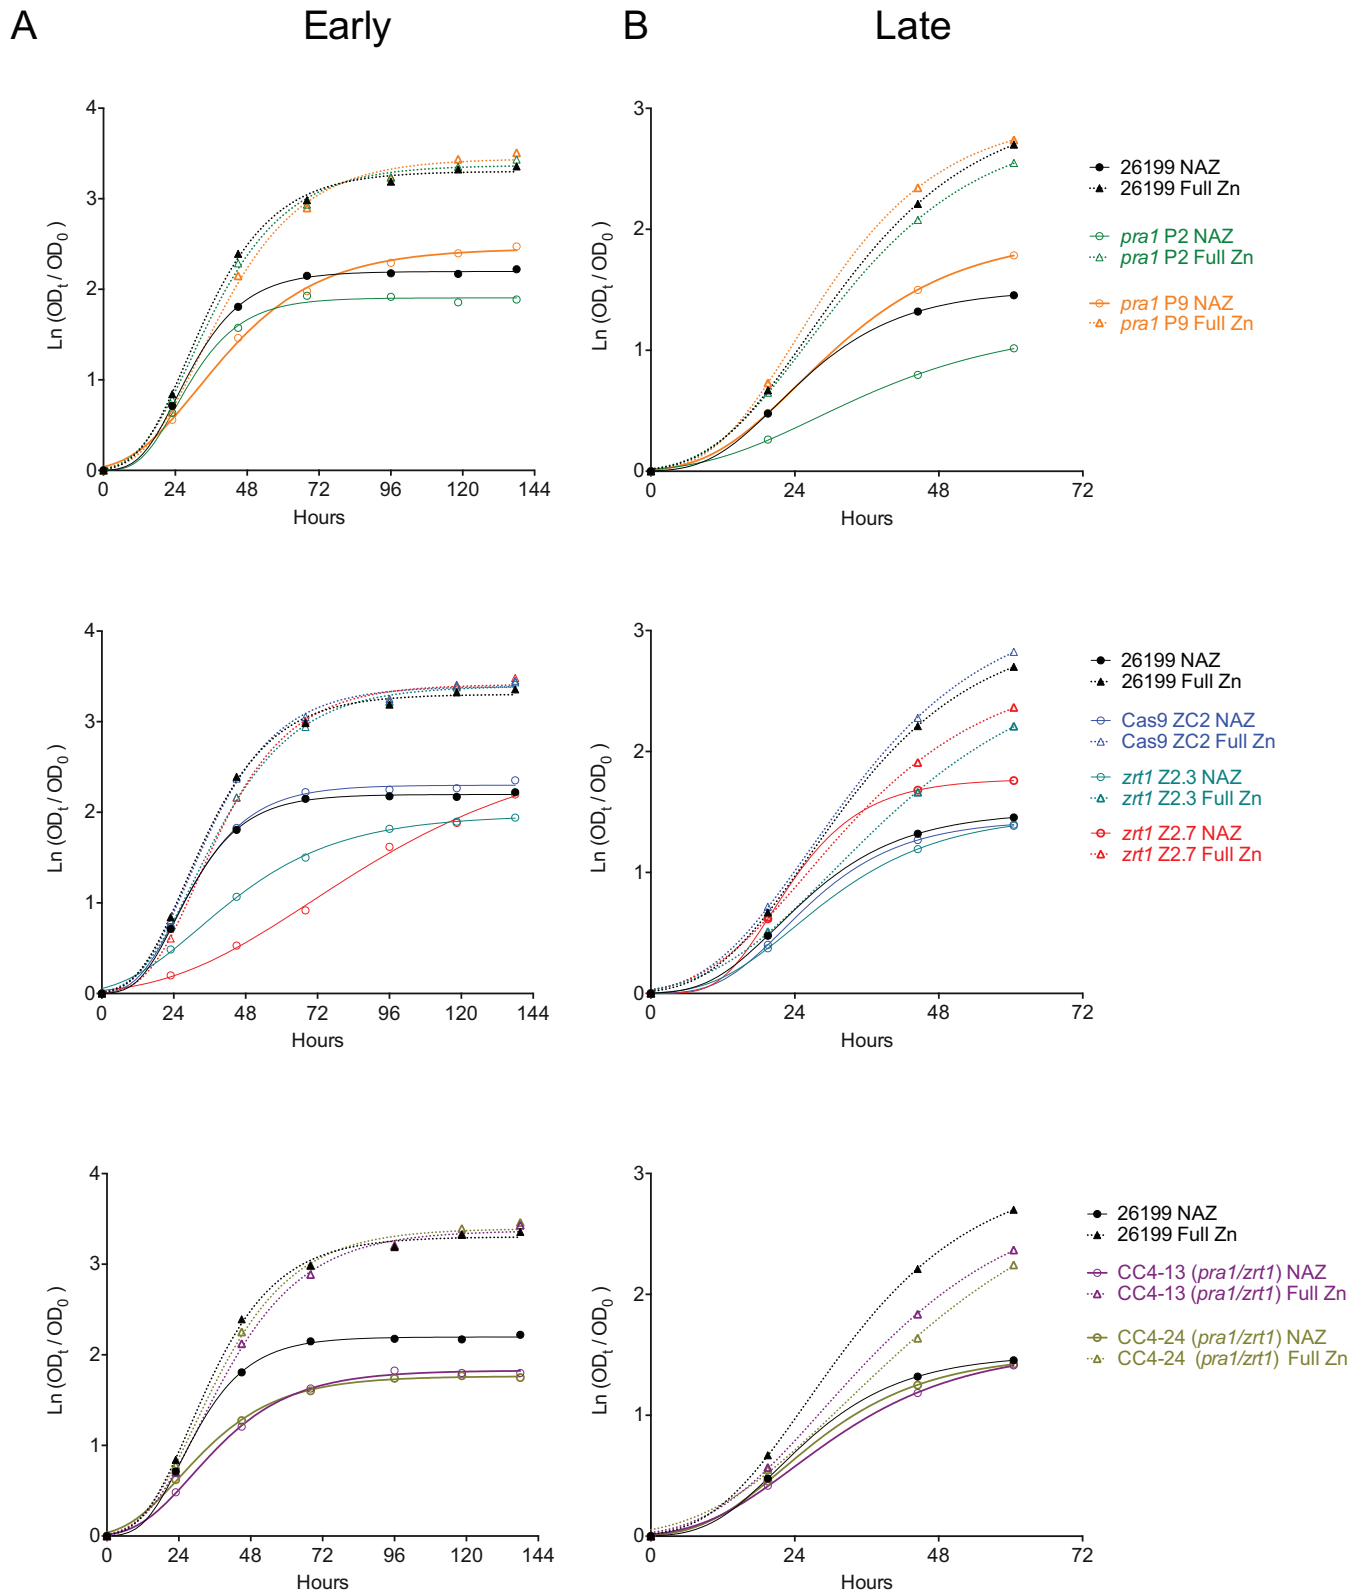 A Early B Late
4
3
2
1
0
0 24 48 72 96 120 144
Hours
Ln (ODt / OD0 )
3
2
1
0
0 24 48 72
Hours
Ln (ODt / OD0 )
26199 NAZ
26199 Full Zn
pra1 P2 NAZ
pra1 P2 Full Zn
pra1 P9 NAZ
pra1 P9 Full Zn
4
3
2
1
0
0 24 48 72 96 120 144
Hours
Ln (ODt / OD0 )
3
2
1
0
0 24 48 72
Hours
Ln (ODt / OD0 )
26199 NAZ
26199 Full Zn
Cas9 ZC2 NAZ
Cas9 ZC2 Full Zn
zrt1 Z2.3 NAZ
zrt1 Z2.3 Full Zn
zrt1 Z2.7 NAZ
zrt1 Z2.7 Full Zn
4
3
2
1
0
0 24 48 72 96 120 144
Hours
Ln (ODt / OD0 )
3
2
1
0
0 24 48 72
Hours
Ln (ODt / OD0 )
26199 NAZ
26199 Full Zn
CC4-13 (pra1/zrt1) NAZ
CC4-13 (pra1/zrt1) Full Zn
CC4-24 (pra1/zrt1) NAZ
CC4-24 (pra1/zrt1) Full Zn